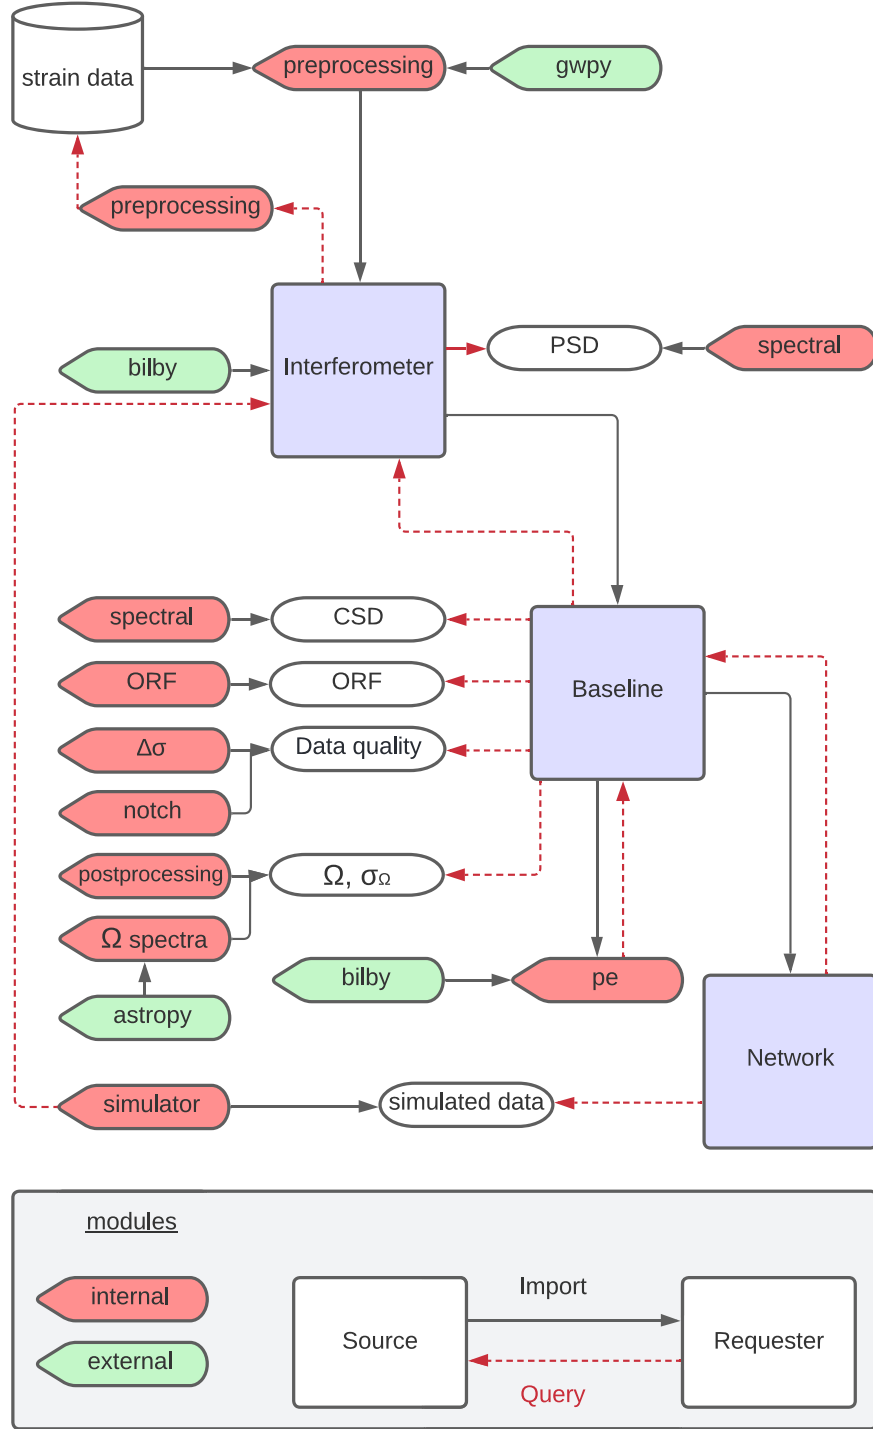 strain data
preprocessing
gwpy
preprocessing
bilby
Interferometer
PSD
spectral
spectral
CSD
ORF
ORF
Baseline
Δσ
Data quality
notch
postprocessing
Ω, σΩ
Ω spectra
bilby
pe
astropy
Network
simulator
simulated data
modules
internal
external
Source
Import
Requester
Query